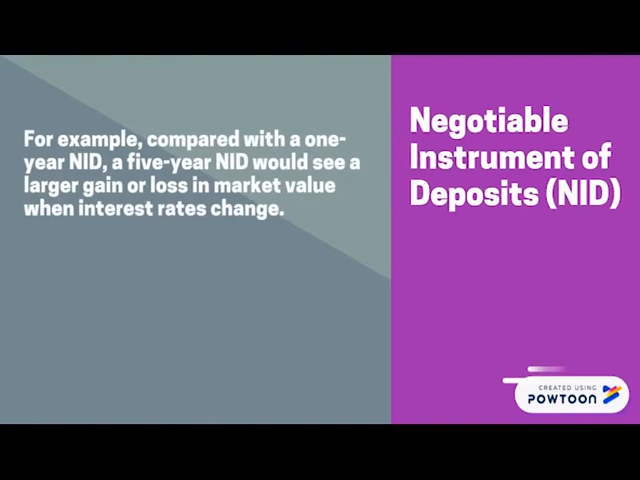 For example, compared with a one-
year NID, a five-year NID would see a
larger gain or loss in market value
when interest rates change.
Negotiable
Instrument of
Deposits (NID)
CREATED USING
POWTOON